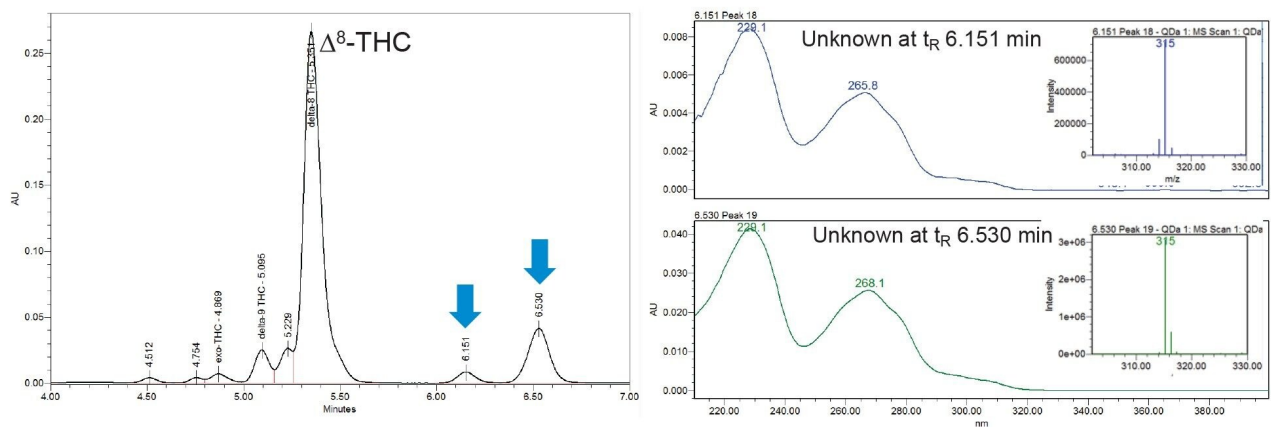 Δ⁸-THC
delta-8 THC - 5.351
4.512
4.754
exo-THC - 4.869
delta-9 THC - 5.095
5.229
6.151
6.530
AU
0.25
0.20
0.15
0.10
0.05
0.00
4.00 4.50 5.00 5.50 6.00 6.50 7.00
Minutes
6.151 Peak 18
Unknown at tR 6.151 min
229.1
265.8
AU
0.008
0.006
0.004
0.002
0.000
6.151 Peak 18 - QDa 1: MS Scan 1: QDa
315
Intensity
600000
400000
200000
0
310.00 320.00 330.00
m/z
6.530 Peak 19
Unknown at tR 6.530 min
229.1
268.1
AU
0.040
0.030
0.020
0.010
0.000
6.530 Peak 19 - QDa 1: MS Scan 1: QDa
315
Intensity
3e+06
2e+06
1e+06
0e+00
310.00 320.00 330.00
220.00 240.00 260.00 280.00 300.00 320.00 340.00 360.00 380.00
nm